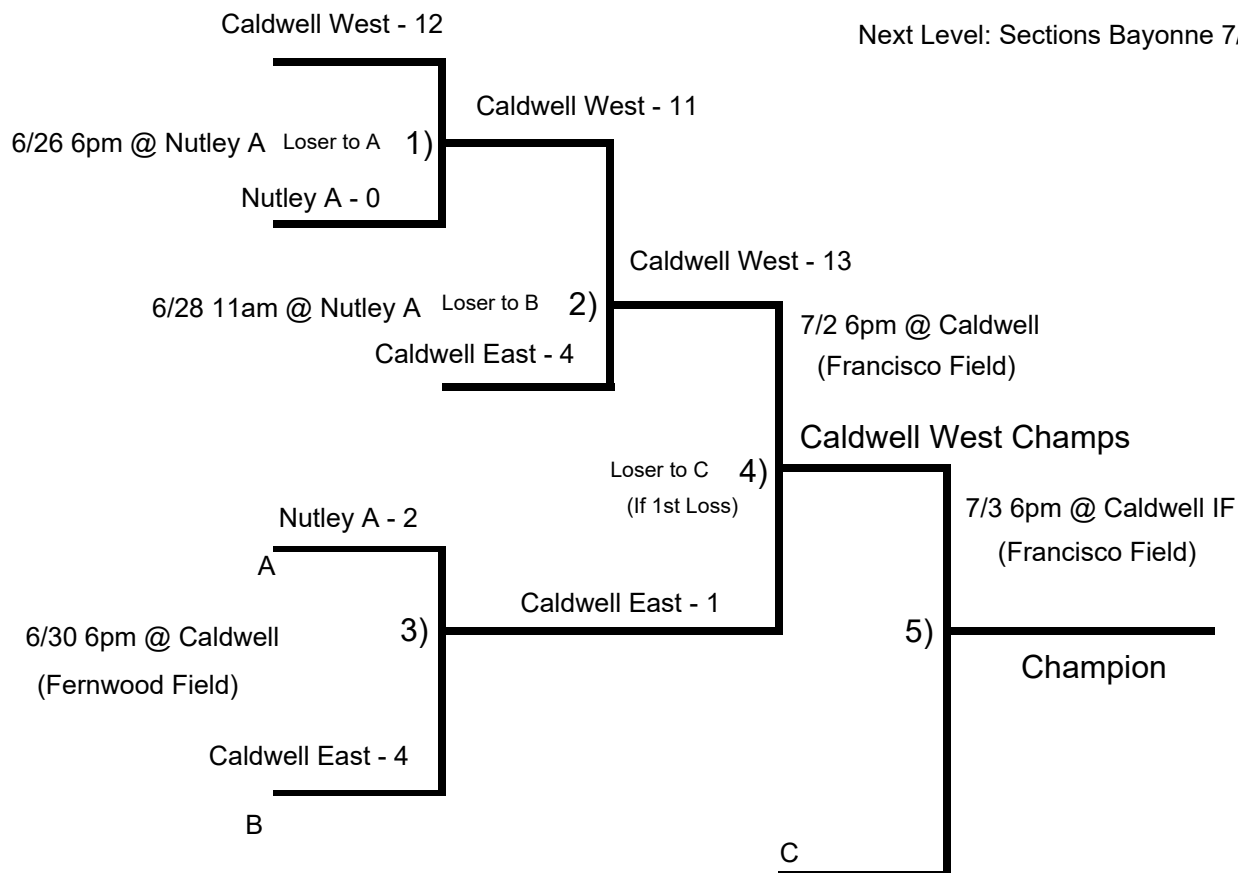 Caldwell West - 12
Next Level: Sections Bayonne 7/
Caldwell West - 11
6/26 6pm @ Nutley A Loser to A 1)
Nutley A - 0
Caldwell West - 13
6/28 11am @ Nutley A Loser to B 2)
7/2 6pm @ Caldwell
(Francisco Field)
Caldwell East - 4
Caldwell West Champs
Loser to C 4)
(If 1st Loss)
Nutley A - 2
7/3 6pm @ Caldwell IF
(Francisco Field)
A
Caldwell East - 1
6/30 6pm @ Caldwell 3)
(Fernwood Field)
5)
Champion
Caldwell East - 4
B
C